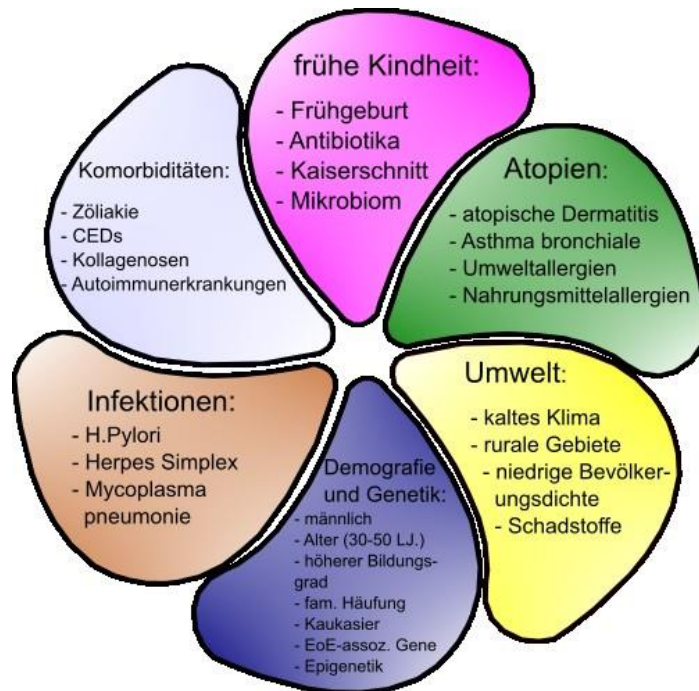 frühe Kindheit:
- Frühgeburt
- Antibiotika
- Kaiserschnitt
- Mikrobiom
Atopien:
- atopische Dermatitis
- Asthma bronchiale
- Umweltallergien
- Nahrungsmittelallergien
Umwelt:
- kaltes Klima
- rurale Gebiete
- niedrige Bevölker-
ungsdichte
- Schadstoffe
Demografie
und Genetik:
- männlich
- Alter (30-50 LJ.)
- höherer Bildungs-
grad
- fam. Häufung
- Kaukasier
- EoE-assoz. Gene
- Epigenetik
Infektionen:
- H.Pylori
- Herpes Simplex
- Mycoplasma
pneumonie
Komorbiditäten:
- Zöliakie
- CEDs
- Kollagenosen
- Autoimmunerkrankungen